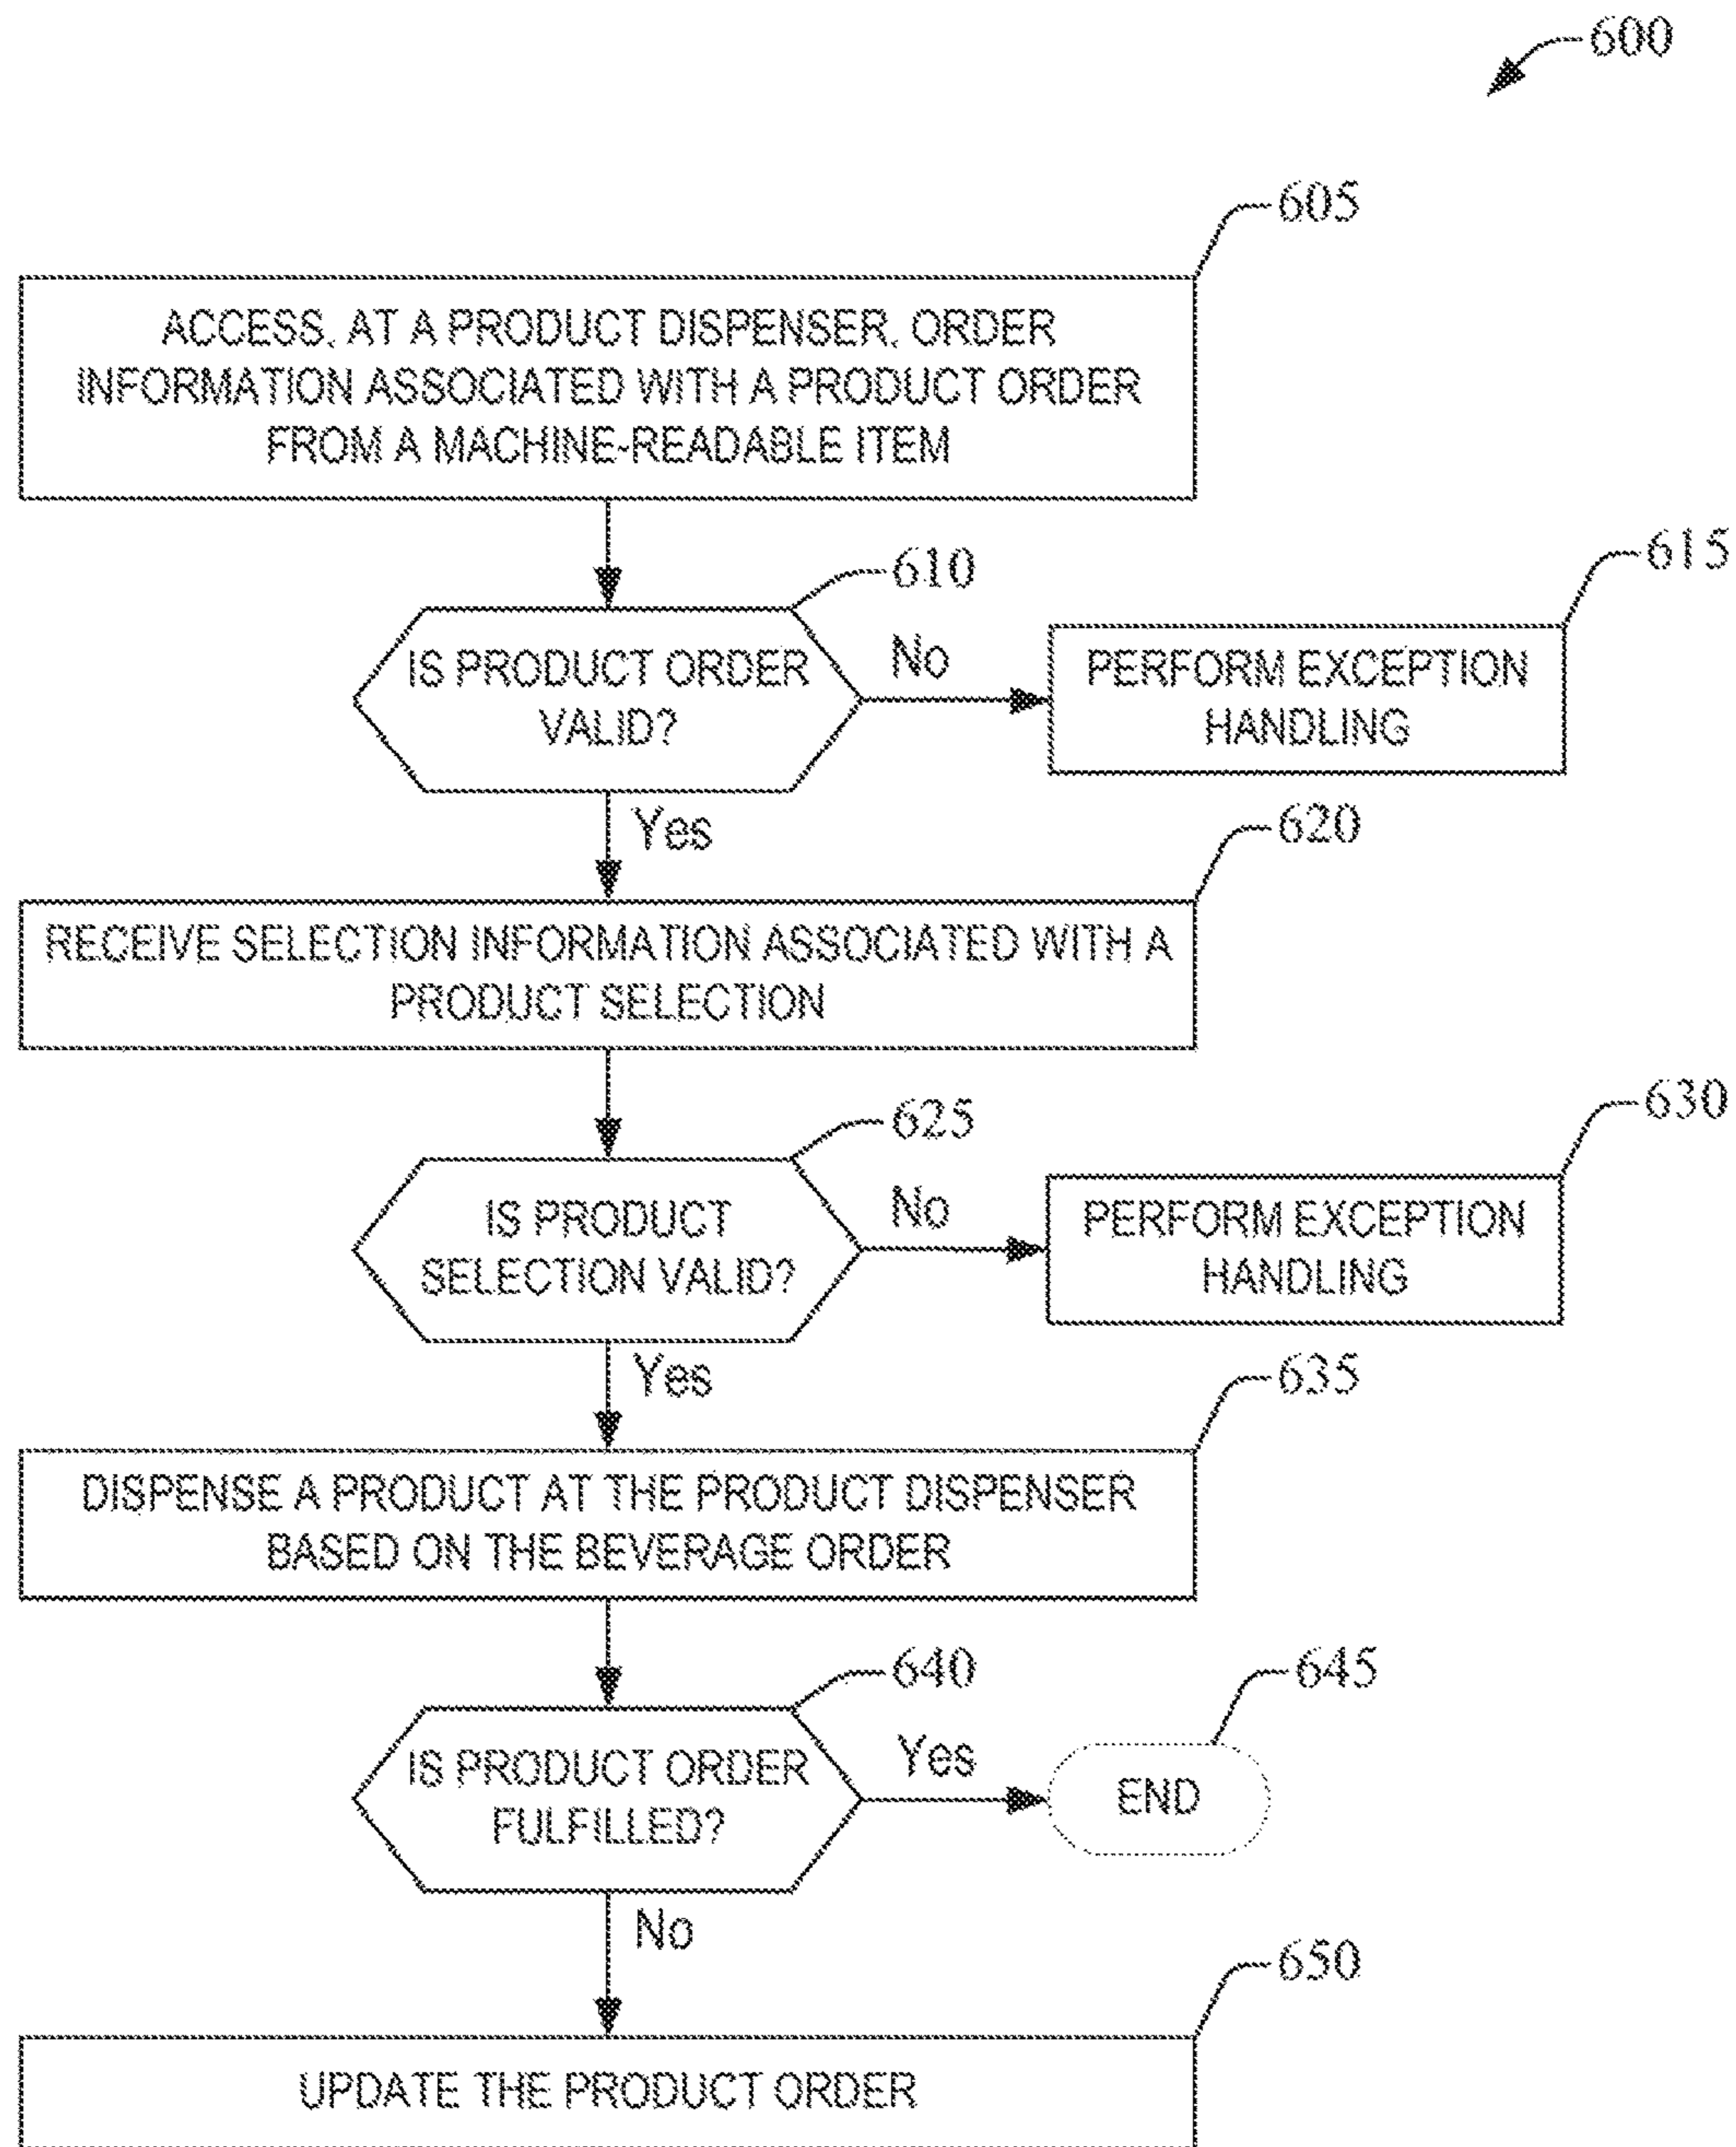 600
605
ACCESS, AT A PRODUCT DISPENSER, ORDER
INFORMATION ASSOCIATED WITH A PRODUCT ORDER
FROM A MACHINE-READABLE ITEM
610
615
IS PRODUCT ORDER
VALID?
No
PERFORM EXCEPTION
HANDLING
Yes
620
RECEIVE SELECTION INFORMATION ASSOCIATED WITH A
PRODUCT SELECTION
625
630
IS PRODUCT
SELECTION VALID?
No
PERFORM EXCEPTION
HANDLING
Yes
635
DISPENSE A PRODUCT AT THE PRODUCT DISPENSER
BASED ON THE BEVERAGE ORDER
640
645
IS PRODUCT ORDER
FULFILLED?
Yes
END
No
650
UPDATE THE PRODUCT ORDER